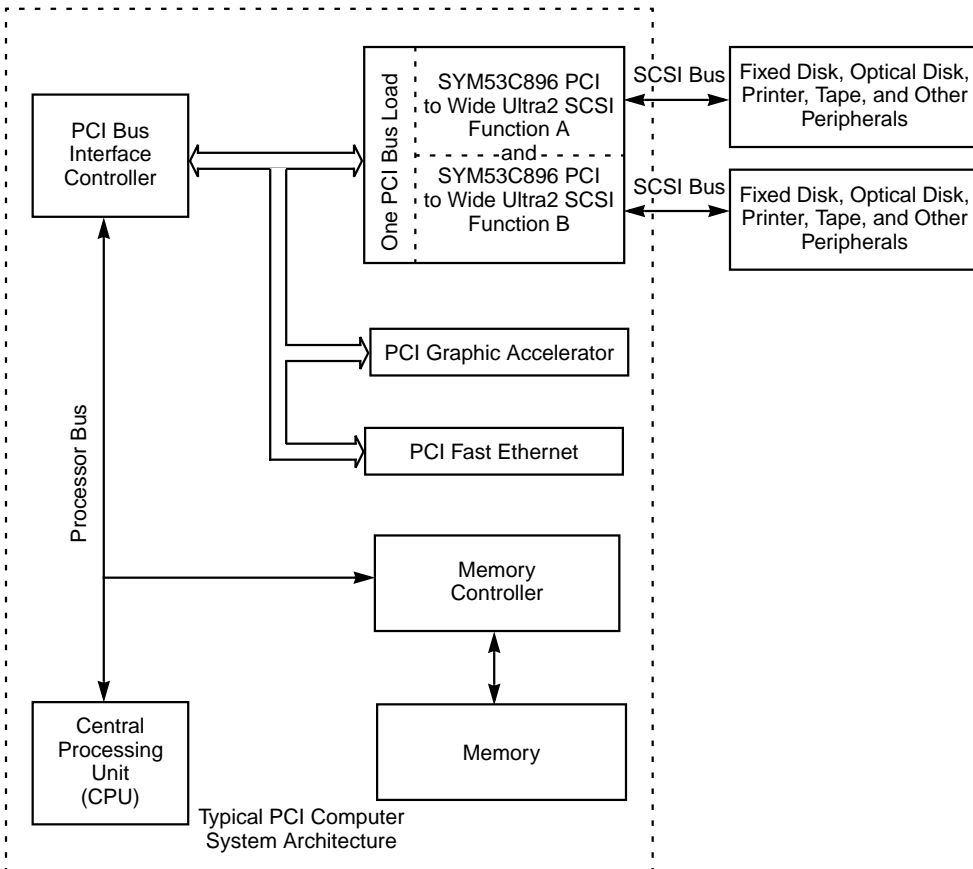 PCI Bus
Interface
Controller
One PCI Bus Load
SYM53C896 PCI
to Wide Ultra2 SCSI
Function A
and
SYM53C896 PCI
to Wide Ultra2 SCSI
Function B
SCSI Bus
Fixed Disk, Optical Disk,
Printer, Tape, and Other
Peripherals
SCSI Bus
Fixed Disk, Optical Disk,
Printer, Tape, and Other
Peripherals
PCI Graphic Accelerator
PCI Fast Ethernet
Processor Bus
Memory
Controller
Memory
Central
Processing
Unit
(CPU)
Typical PCI Computer
System Architecture